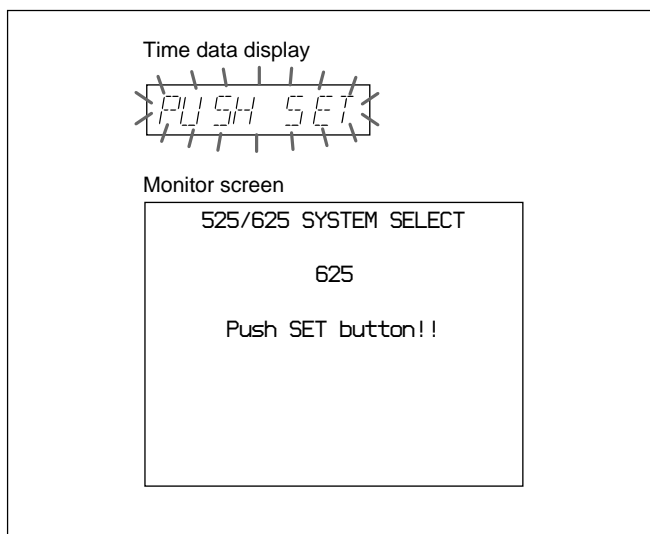 Time data display
PUSH SET
Monitor screen
525/625 SYSTEM SELECT
625
Push SET button!!